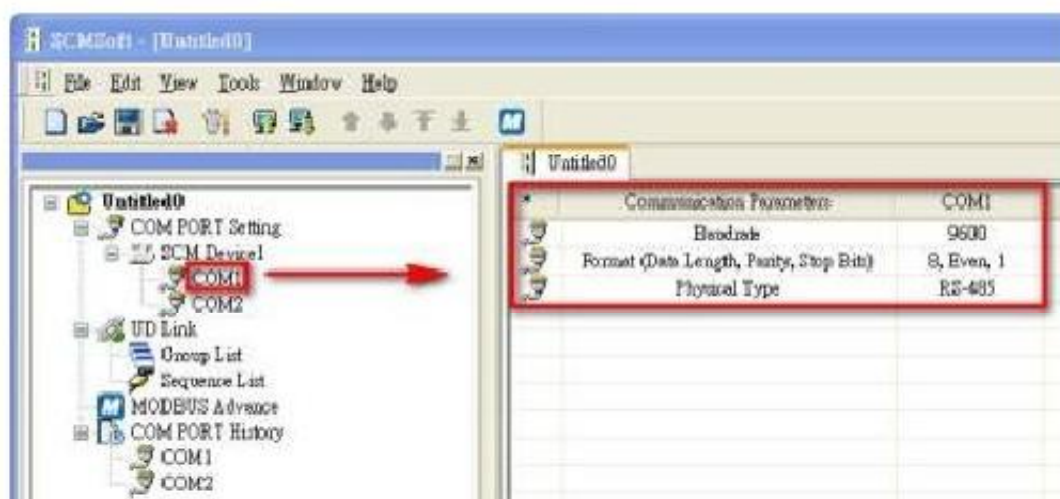 SCMSoft - [Untitled0]
File Edit View Tools Window Help
Untitled0
COM PORT Setting
SCM Device1
COM1
COM2
UD Link
Group List
Sequence List
MODBUS Advance
COM PORT History
COM1
COM2
Untitled0
* Communication Parameters COM1
Baudrate 9600
Format (Data Length, Parity, Stop Bits) 8, Even, 1
Physical Type RS-485